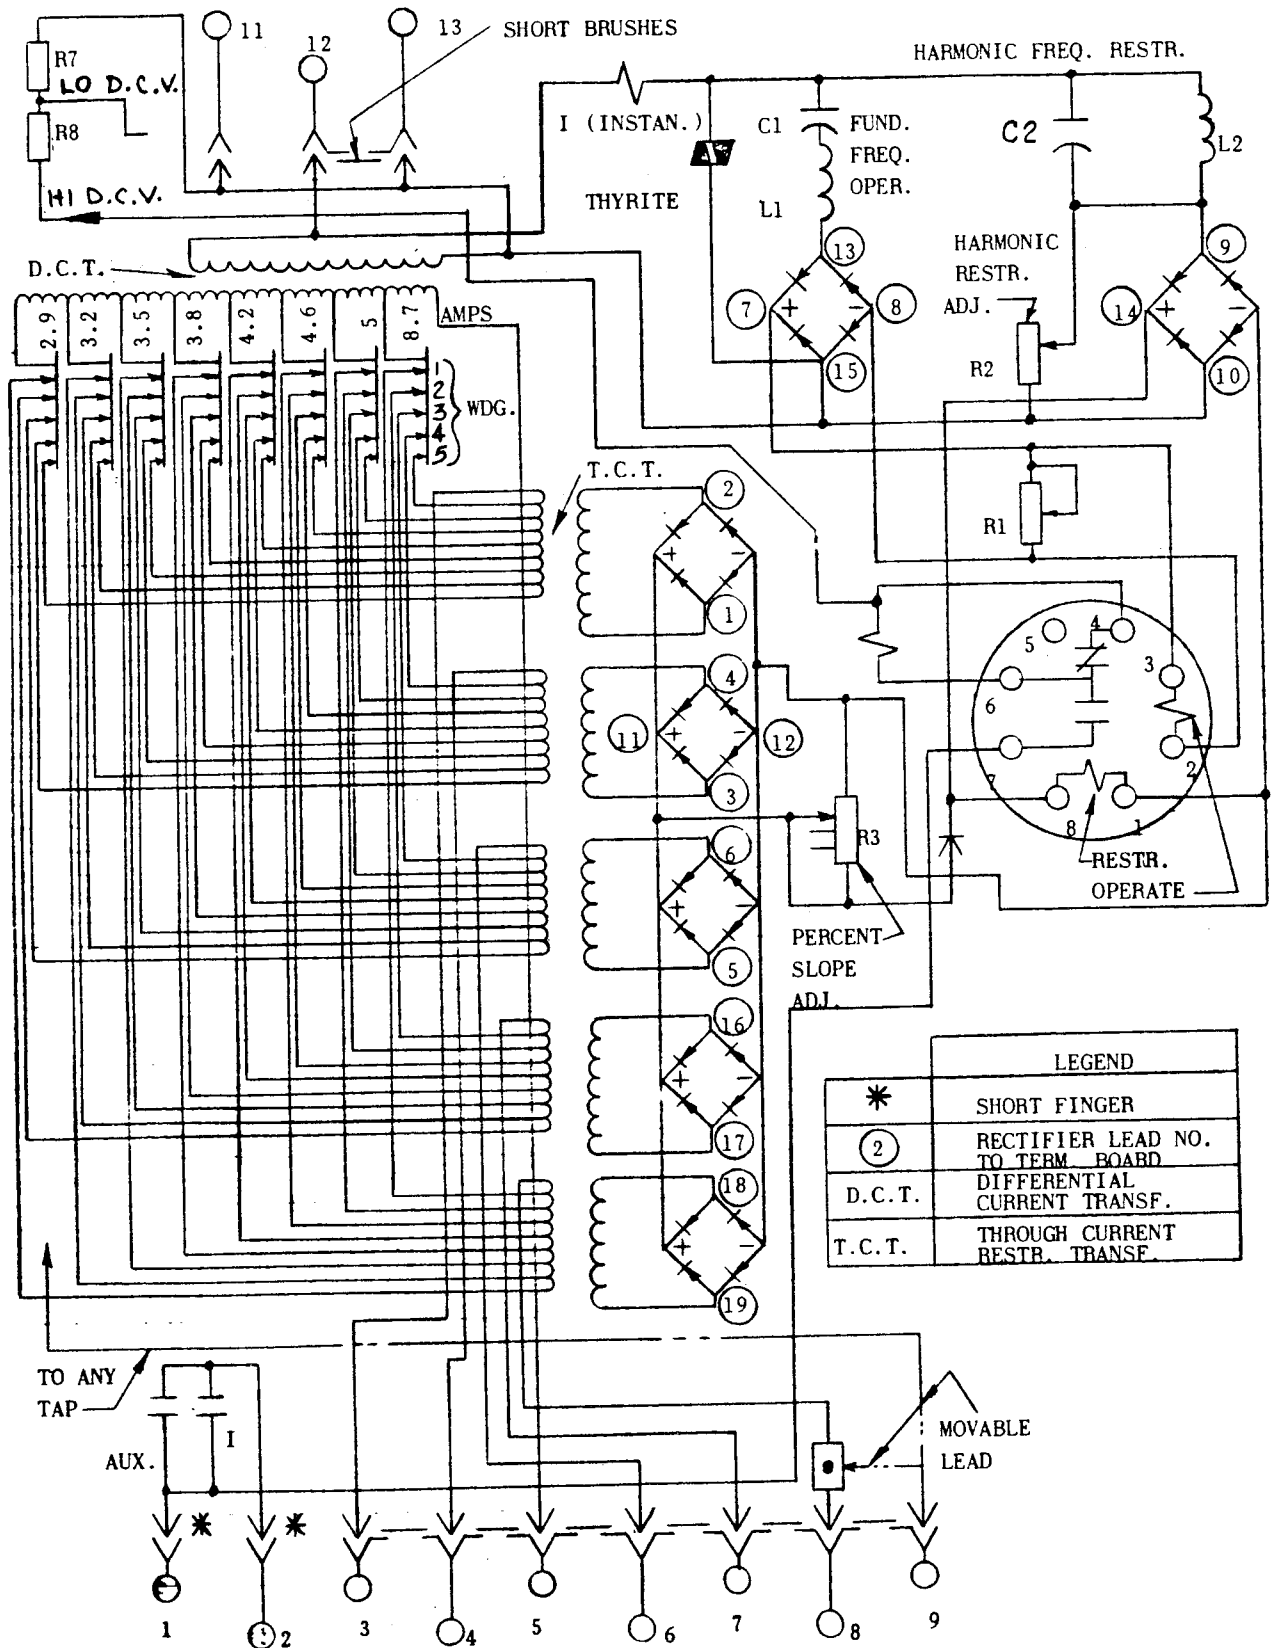 11
12
13
SHORT BRUSHES
R7
LO D.C.V.
R8
HI D.C.V.
I (INSTAN.)
HARMONIC FREQ. RESTR.
C1
FUND.
FREQ.
OPER.
C2
L2
THYRITE
L1
D.C.T.
13
7
+
-
8
15
HARMONIC
RESTR.
ADJ.
R2
9
14
+
-
10
2.9
3.2
3.5
3.8
4.2
4.6
5
8.7
AMPS
1
2
3
4
5
WDG.
T.C.T.
2
+
-
1
R1
4
11
+
-
12
3
5
4
3
6
2
7
8
1
RESTR.
OPERATE
6
+
-
5
R3
PERCENT
SLOPE
ADJ.
16
+
-
17
18
+
-
19
LEGEND
* SHORT FINGER
2 RECTIFIER LEAD NO.
TO TERM. BOARD
D.C.T. DIFFERENTIAL
CURRENT TRANSF.
T.C.T. THROUGH CURRENT
RESTR. TRANSF.
TO ANY
TAP
AUX.
I
MOVABLE
LEAD
*
*
1
2
3
4
5
6
7
8
9